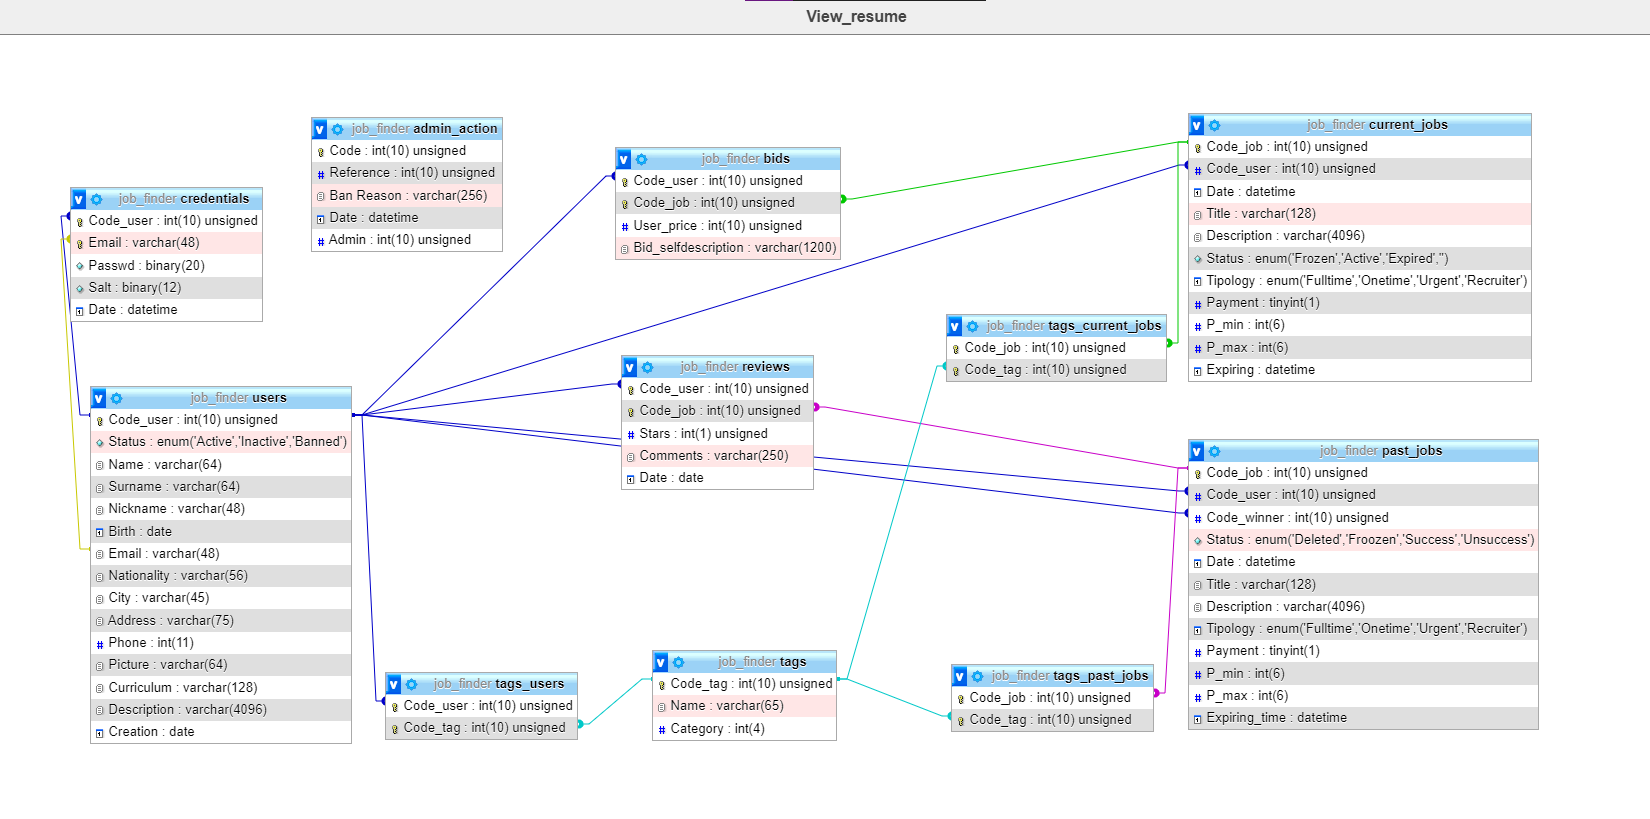 View_resume
job_finder credentials
Code_user : int(10) unsigned
Email : varchar(48)
Passwd : binary(20)
Salt : binary(12)
Date : datetime
job_finder admin_action
Code : int(10) unsigned
Reference : int(10) unsigned
Ban Reason : varchar(256)
Date : datetime
Admin : int(10) unsigned
job_finder bids
Code_user : int(10) unsigned
Code_job : int(10) unsigned
User_price : int(10) unsigned
Bid_selfdescription : varchar(1200)
job_finder current_jobs
Code_job : int(10) unsigned
Code_user : int(10) unsigned
Date : datetime
Title : varchar(128)
Description : varchar(4096)
Status : enum('Frozen','Active','Expired','')
Tipology : enum('Fulltime','Onetime','Urgent','Recruiter')
Payment : tinyint(1)
P_min : int(6)
P_max : int(6)
Expiring : datetime
job_finder tags_current_jobs
Code_job : int(10) unsigned
Code_tag : int(10) unsigned
job_finder reviews
Code_user : int(10) unsigned
Code_job : int(10) unsigned
Stars : int(1) unsigned
Comments : varchar(250)
Date : date
job_finder users
Code_user : int(10) unsigned
Status : enum('Active','Inactive','Banned')
Name : varchar(64)
Surname : varchar(64)
Nickname : varchar(48)
Birth : date
Email : varchar(48)
Nationality : varchar(56)
City : varchar(45)
Address : varchar(75)
Phone : int(11)
Picture : varchar(64)
Curriculum : varchar(128)
Description : varchar(4096)
Creation : date
job_finder past_jobs
Code_job : int(10) unsigned
Code_user : int(10) unsigned
Code_winner : int(10) unsigned
Status : enum('Deleted','Froozen','Success','Unsuccess')
Date : datetime
Title : varchar(128)
Description : varchar(4096)
Tipology : enum('Fulltime','Onetime','Urgent','Recruiter')
Payment : tinyint(1)
P_min : int(6)
P_max : int(6)
Expiring_time : datetime
job_finder tags_users
Code_user : int(10) unsigned
Code_tag : int(10) unsigned
job_finder tags
Code_tag : int(10) unsigned
Name : varchar(65)
Category : int(4)
job_finder tags_past_jobs
Code_job : int(10) unsigned
Code_tag : int(10) unsigned